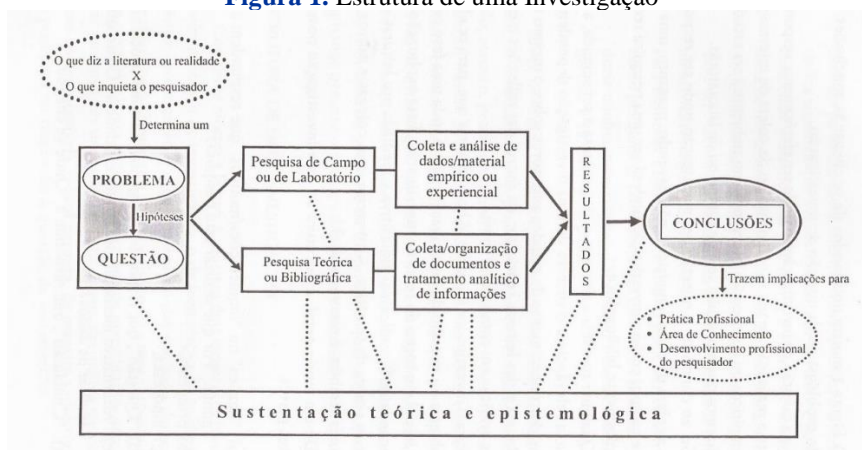 Figura 1. Estrutura de uma Investigação
O que diz a literatura ou realidade
X
O que inquieta o pesquisador
Determina um
PROBLEMA
Hipóteses
QUESTÃO
Pesquisa de Campo
ou de Laboratório
Pesquisa Teórica
ou Bibliográfica
Coleta e análise de
dados/material
empírico ou
experiencial
Coleta/organização
de documentos e
tratamento analítico
de informações
RESULTADOS
CONCLUSÕES
Trazem implicações para
• Prática Profissional
• Área de Conhecimento
• Desenvolvimento profissional
do pesquisador
Sustentação teórica e epistemológica